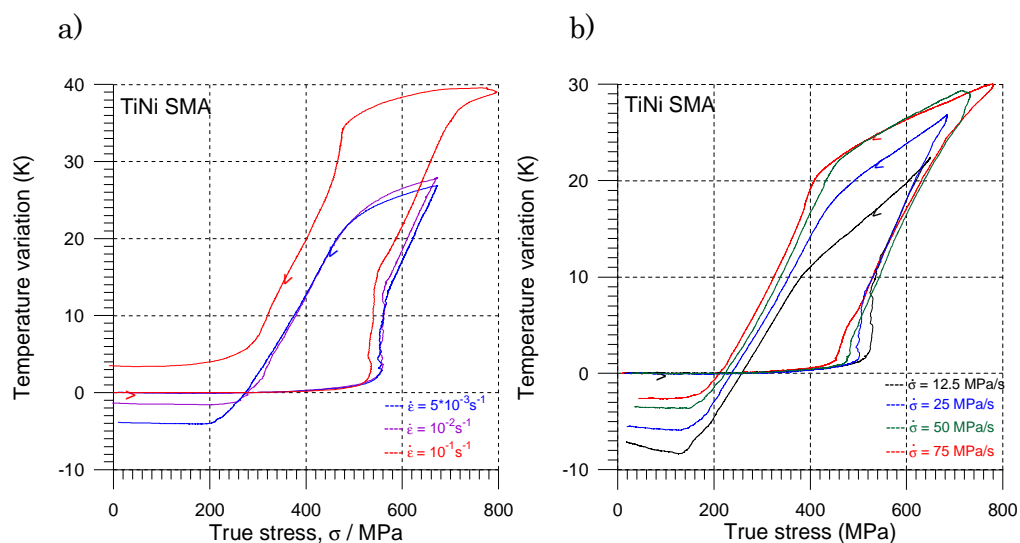 a)
b)
TiNi SMA
Temperature variation (K)
40
30
20
10
0
-10
ε̇ = 5*10⁻³s⁻¹
ε̇ = 10⁻²s⁻¹
ε̇ = 10⁻¹s⁻¹
0 200 400 600 800
True stress, σ / MPa
TiNi SMA
Temperature variation (K)
30
20
10
0
-10
σ̇ = 12.5 MPa/s
σ̇ = 25 MPa/s
σ̇ = 50 MPa/s
σ̇ = 75 MPa/s
0 200 400 600 800
True stress (MPa)